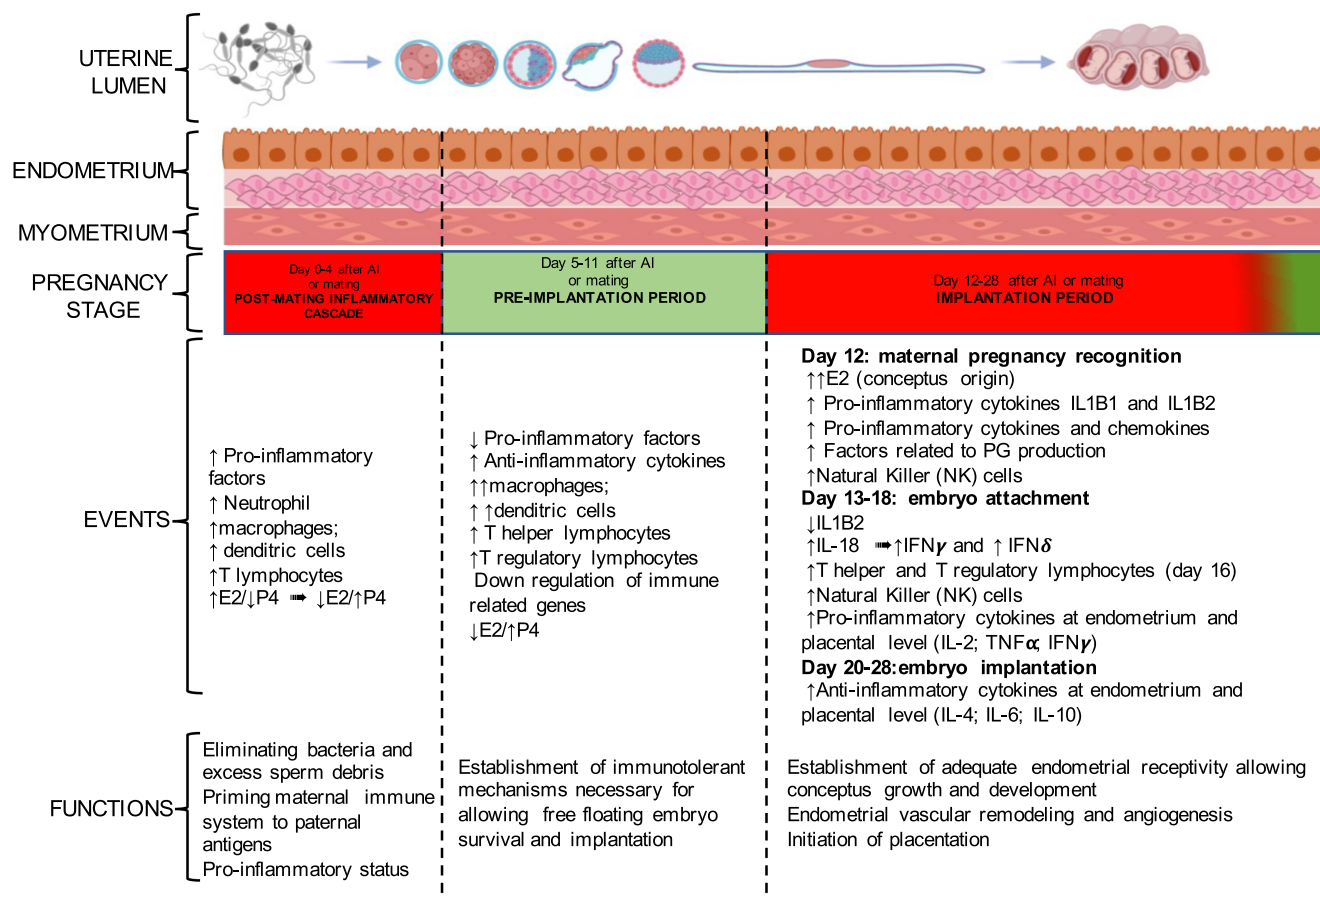 UTERINE
LUMEN
ENDOMETRIUM
MYOMETRIUM
PREGNANCY
STAGE
Day 0-4 after AI
or mating
POST-MATING INFLAMMATORY
CASCADE
Day 5-11 after AI
or mating
PRE-IMPLANTATION PERIOD
Day 12-28 after AI or mating
IMPLANTATION PERIOD
EVENTS
↑ Pro-inflammatory
factors
↑ Neutrophil
↑macrophages;
↑ denditric cells
↑T lymphocytes
↑E2/↓P4 ➠ ↓E2/↑P4
↓ Pro-inflammatory factors
↑ Anti-inflammatory cytokines
↑↑macrophages;
↑ ↑denditric cells
↑ T helper lymphocytes
↑T regulatory lymphocytes
Down regulation of immune
related genes
↓E2/↑P4
Day 12: maternal pregnancy recognition
↑↑E2 (conceptus origin)
↑ Pro-inflammatory cytokines IL1B1 and IL1B2
↑ Pro-inflammatory cytokines and chemokines
↑ Factors related to PG production
↑Natural Killer (NK) cells
Day 13-18: embryo attachment
↓IL1B2
↑IL-18 ➠↑IFNγ and ↑ IFNδ
↑T helper and T regulatory lymphocytes (day 16)
↑Natural Killer (NK) cells
↑Pro-inflammatory cytokines at endometrium and
placental level (IL-2; TNFα; IFNγ)
Day 20-28:embryo implantation
↑Anti-inflammatory cytokines at endometrium and
placental level (IL-4; IL-6; IL-10)
FUNCTIONS
Eliminating bacteria and
excess sperm debris
Priming maternal immune
system to paternal
antigens
Pro-inflammatory status
Establishment of immunotolerant
mechanisms necessary for
allowing free floating embryo
survival and implantation
Establishment of adequate endometrial receptivity allowing
conceptus growth and development
Endometrial vascular remodeling and angiogenesis
Initiation of placentation